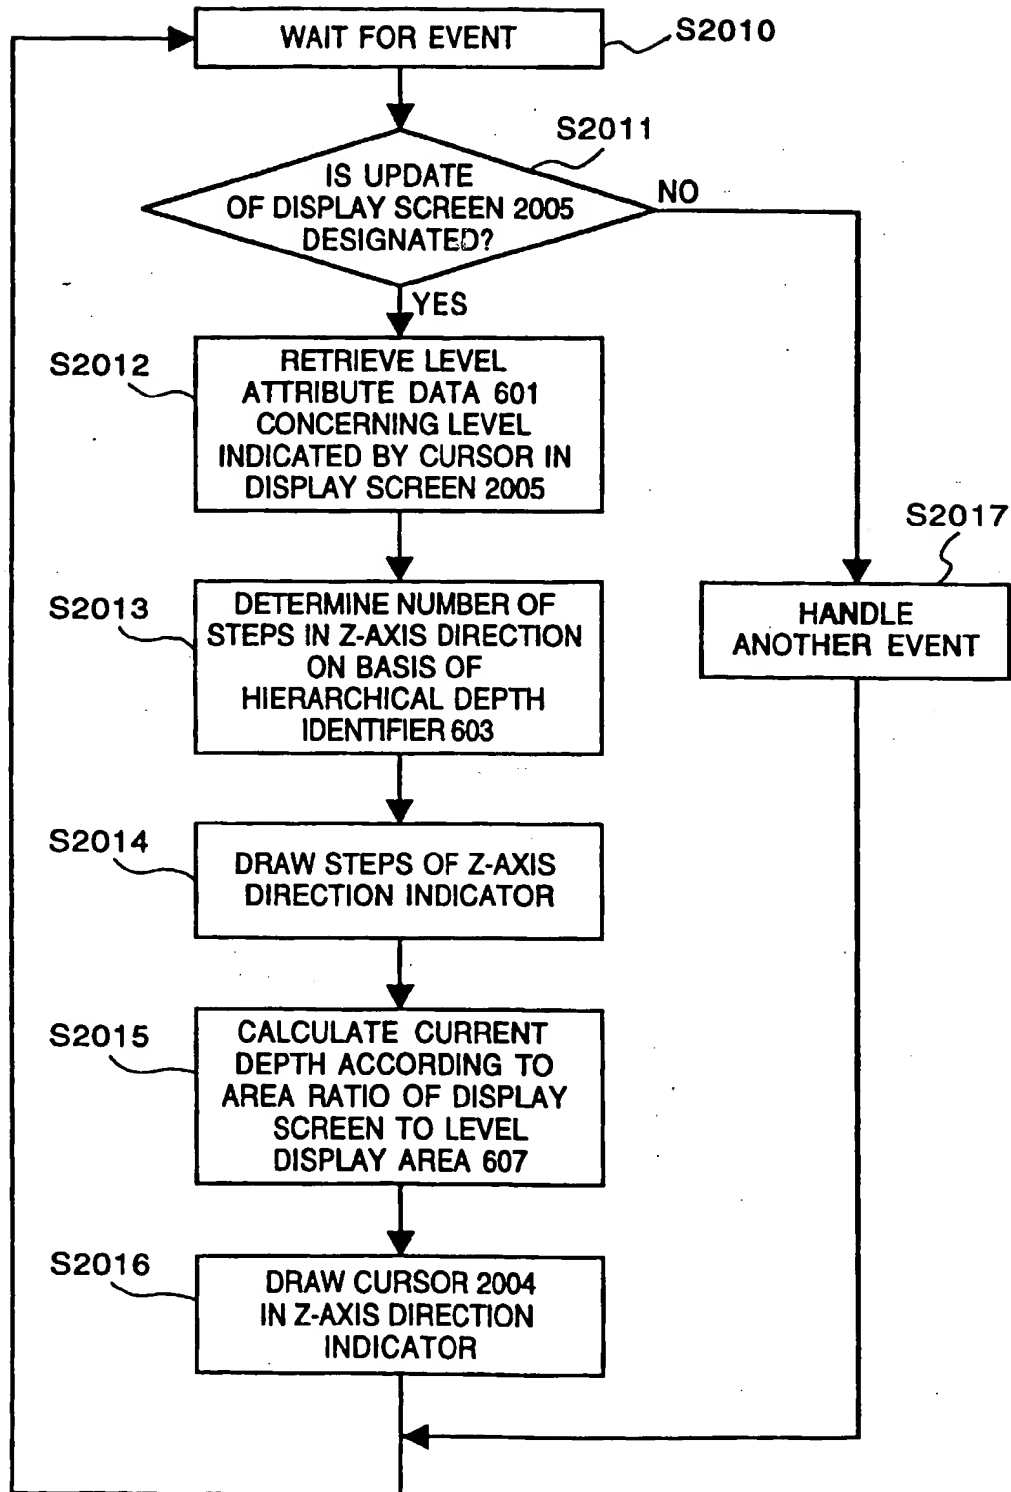 WAIT FOR EVENT
S2010
S2011
IS UPDATE
OF DISPLAY SCREEN 2005
DESIGNATED?
NO
YES
S2012
RETRIEVE LEVEL
ATTRIBUTE DATA 601
CONCERNING LEVEL
INDICATED BY CURSOR IN
DISPLAY SCREEN 2005
S2017
HANDLE
ANOTHER EVENT
S2013
DETERMINE NUMBER OF
STEPS IN Z-AXIS DIRECTION
ON BASIS OF
HIERARCHICAL DEPTH
IDENTIFIER 603
S2014
DRAW STEPS OF Z-AXIS
DIRECTION INDICATOR
S2015
CALCULATE CURRENT
DEPTH ACCORDING TO
AREA RATIO OF DISPLAY
SCREEN TO LEVEL
DISPLAY AREA 607
S2016
DRAW CURSOR 2004
IN Z-AXIS DIRECTION
INDICATOR